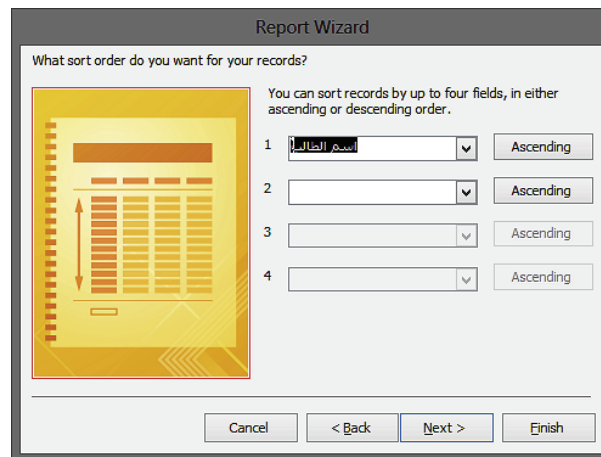 Report Wizard
What sort order do you want for your records?
You can sort records by up to four fields, in either
ascending or descending order.
1 اسم الطالب Ascending
2 Ascending
3 Ascending
4 Ascending
Cancel < Back Next > Finish